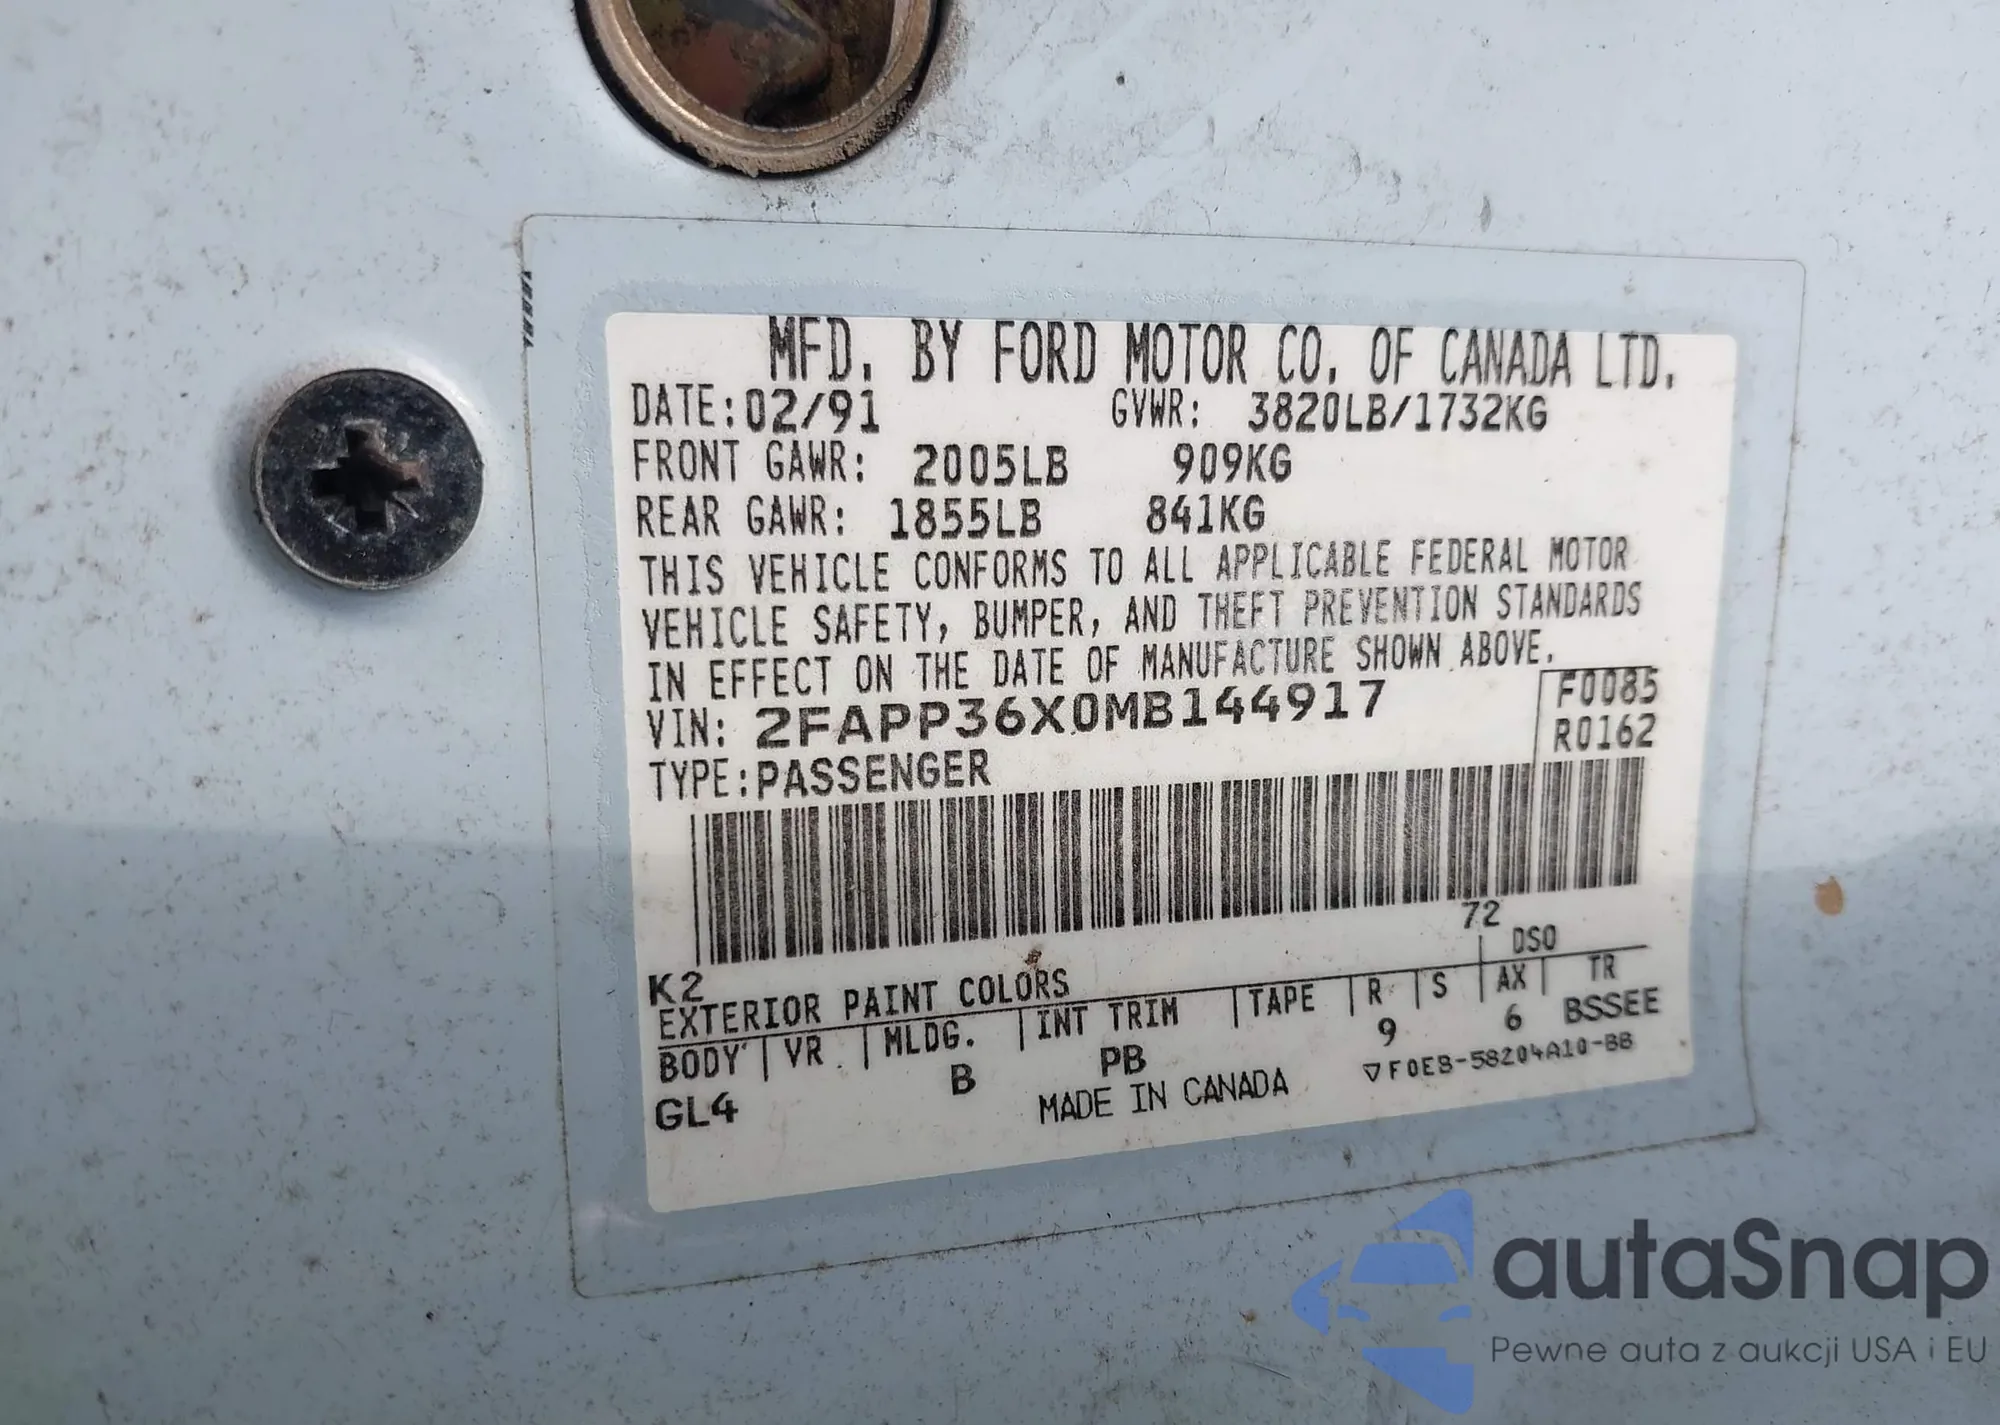 MFD. BY FORD MOTOR CO. OF CANADA LTD.
DATE: 02/91 GVWR: 3820LB/1732KG
FRONT GAWR: 2005LB 909KG
REAR GAWR: 1855LB 841KG
THIS VEHICLE CONFORMS TO ALL APPLICABLE FEDERAL MOTOR
VEHICLE SAFETY, BUMPER, AND THEFT PREVENTION STANDARDS
IN EFFECT ON THE DATE OF MANUFACTURE SHOWN ABOVE.
F0085
VIN: 2FAPP36X0MB144917
R0162
TYPE: PASSENGER
72
K2
DSO
EXTERIOR PAINT COLORS
BODY VR MLDG. INT TRIM TAPE R S AX TR
GL4 B PB 9 6 BSSEE
MADE IN CANADA ▽F0EB-58204A10-BB
autaSnap
Pewne auta z aukcji USA i EU